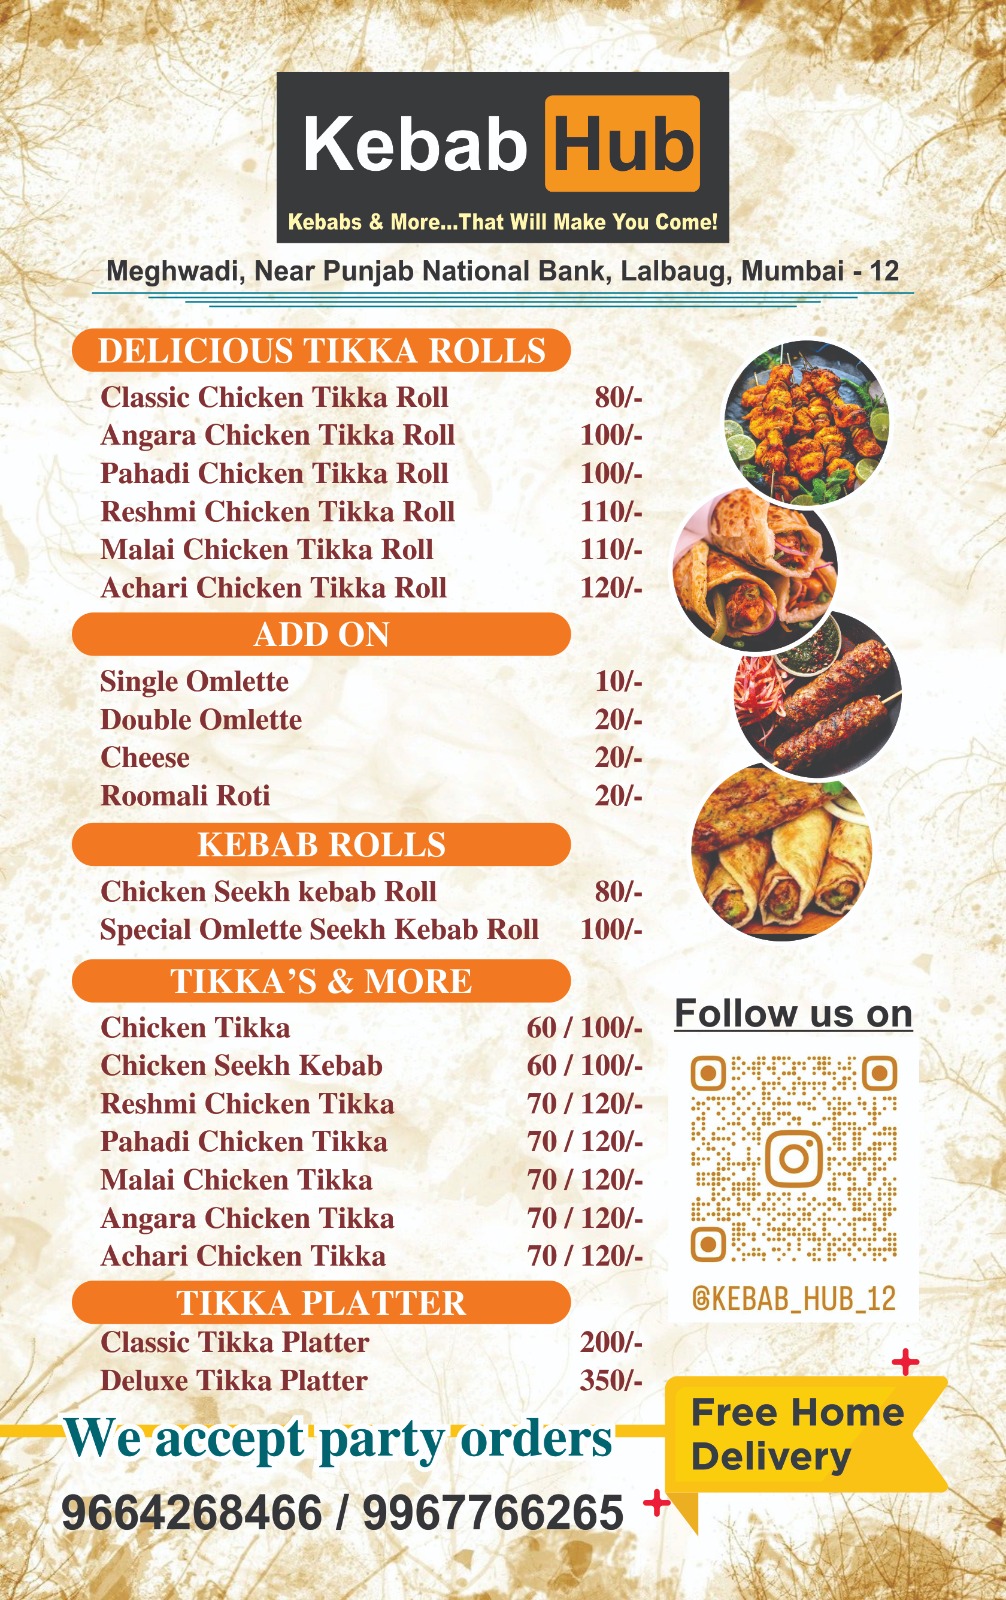 Kebab Hub
Kebabs & More...That Will Make You Come!
Meghwadi, Near Punjab National Bank, Lalbaug, Mumbai - 12
DELICIOUS TIKKA ROLLS
Classic Chicken Tikka Roll 80/-
Angara Chicken Tikka Roll 100/-
Pahadi Chicken Tikka Roll 100/-
Reshmi Chicken Tikka Roll 110/-
Malai Chicken Tikka Roll 110/-
Achari Chicken Tikka Roll 120/-
ADD ON
Single Omlette 10/-
Double Omlette 20/-
Cheese 20/-
Roomali Roti 20/-
KEBAB ROLLS
Chicken Seekh kebab Roll 80/-
Special Omlette Seekh Kebab Roll 100/-
TIKKA'S & MORE
Chicken Tikka 60 / 100/-
Chicken Seekh Kebab 60 / 100/-
Reshmi Chicken Tikka 70 / 120/-
Pahadi Chicken Tikka 70 / 120/-
Malai Chicken Tikka 70 / 120/-
Angara Chicken Tikka 70 / 120/-
Achari Chicken Tikka 70 / 120/-
TIKKA PLATTER
Classic Tikka Platter 200/-
Deluxe Tikka Platter 350/-
Follow us on
@KEBAB_HUB_12
We accept party orders
9664268466 / 9967766265
Free Home
Delivery